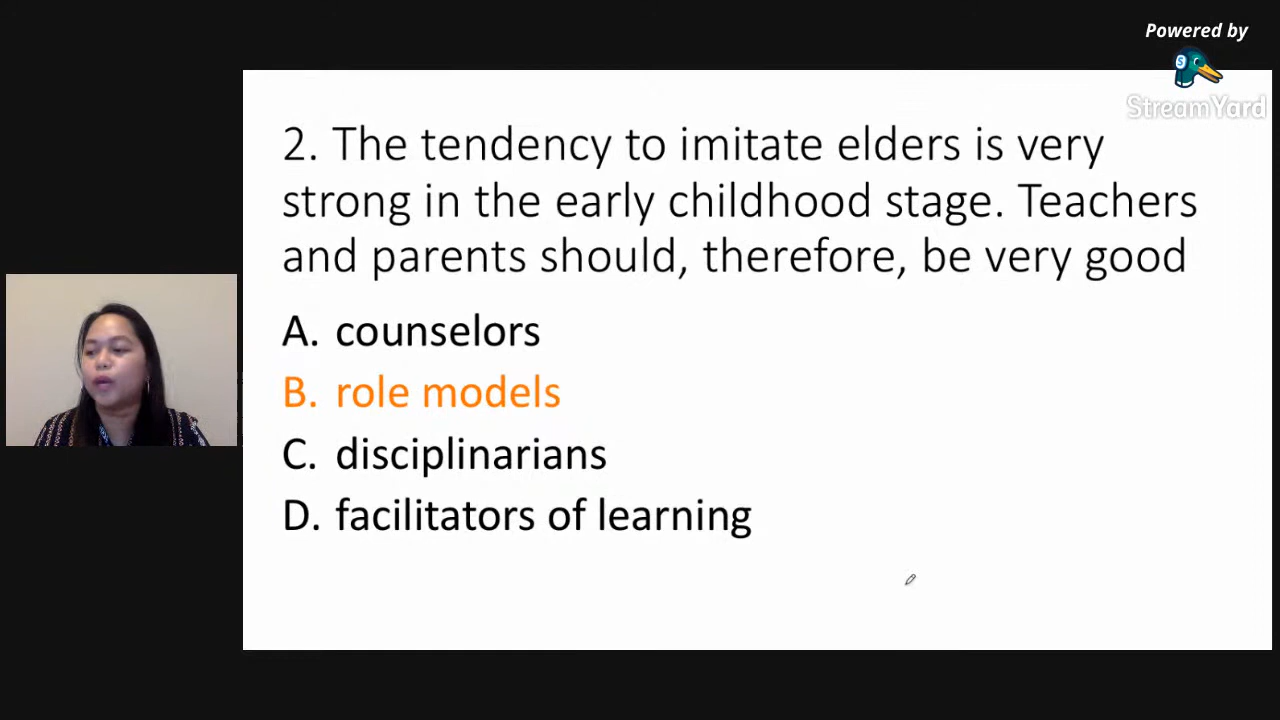 Powered by
StreamYard
2. The tendency to imitate elders is very
strong in the early childhood stage. Teachers
and parents should, therefore, be very good
A. counselors
B. role models
C. disciplinarians
D. facilitators of learning